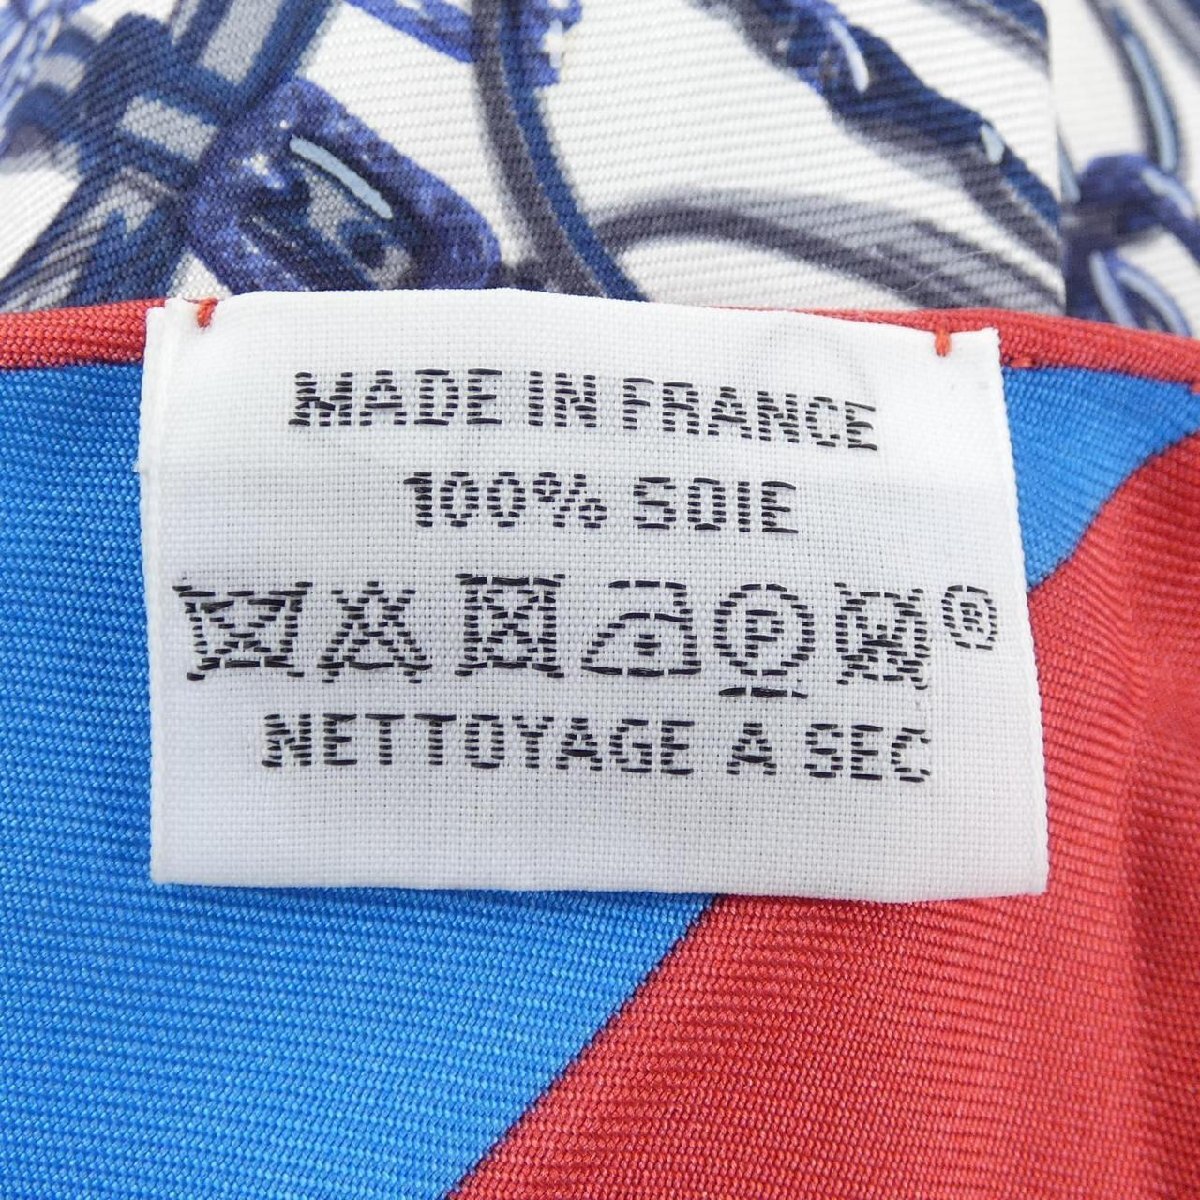 MADE IN FRANCE
100% SOIE
P ®
NETTOYAGE A SEC